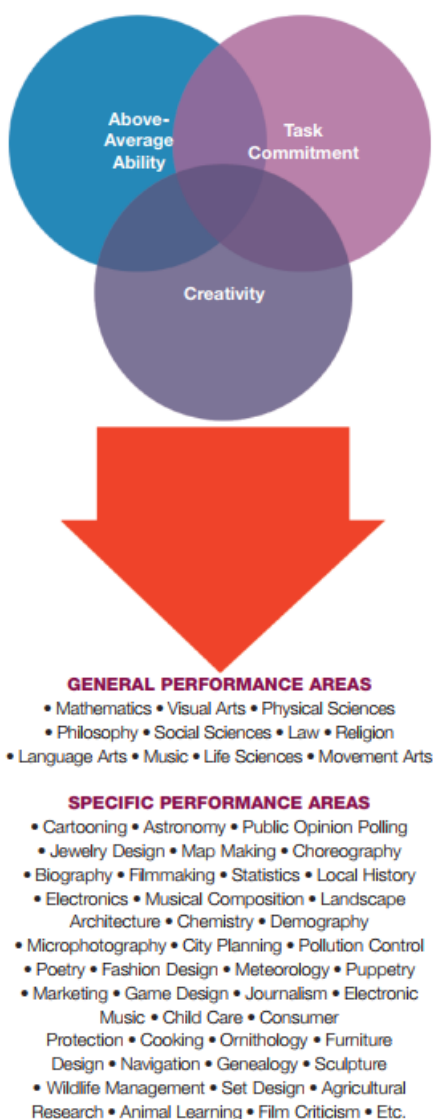 Above-
Average
Ability
Task
Commitment
Creativity
GENERAL PERFORMANCE AREAS
• Mathematics • Visual Arts • Physical Sciences
• Philosophy • Social Sciences • Law • Religion
• Language Arts • Music • Life Sciences • Movement Arts
SPECIFIC PERFORMANCE AREAS
• Cartooning • Astronomy • Public Opinion Polling
• Jewelry Design • Map Making • Choreography
• Biography • Filmmaking • Statistics • Local History
• Electronics • Musical Composition • Landscape
Architecture • Chemistry • Demography
• Microphotography • City Planning • Pollution Control
• Poetry • Fashion Design • Meteorology • Puppetry
• Marketing • Game Design • Journalism • Electronic
Music • Child Care • Consumer
Protection • Cooking • Ornithology • Furniture
Design • Navigation • Genealogy • Sculpture
• Wildlife Management • Set Design • Agricultural
Research • Animal Learning • Film Criticism • Etc.